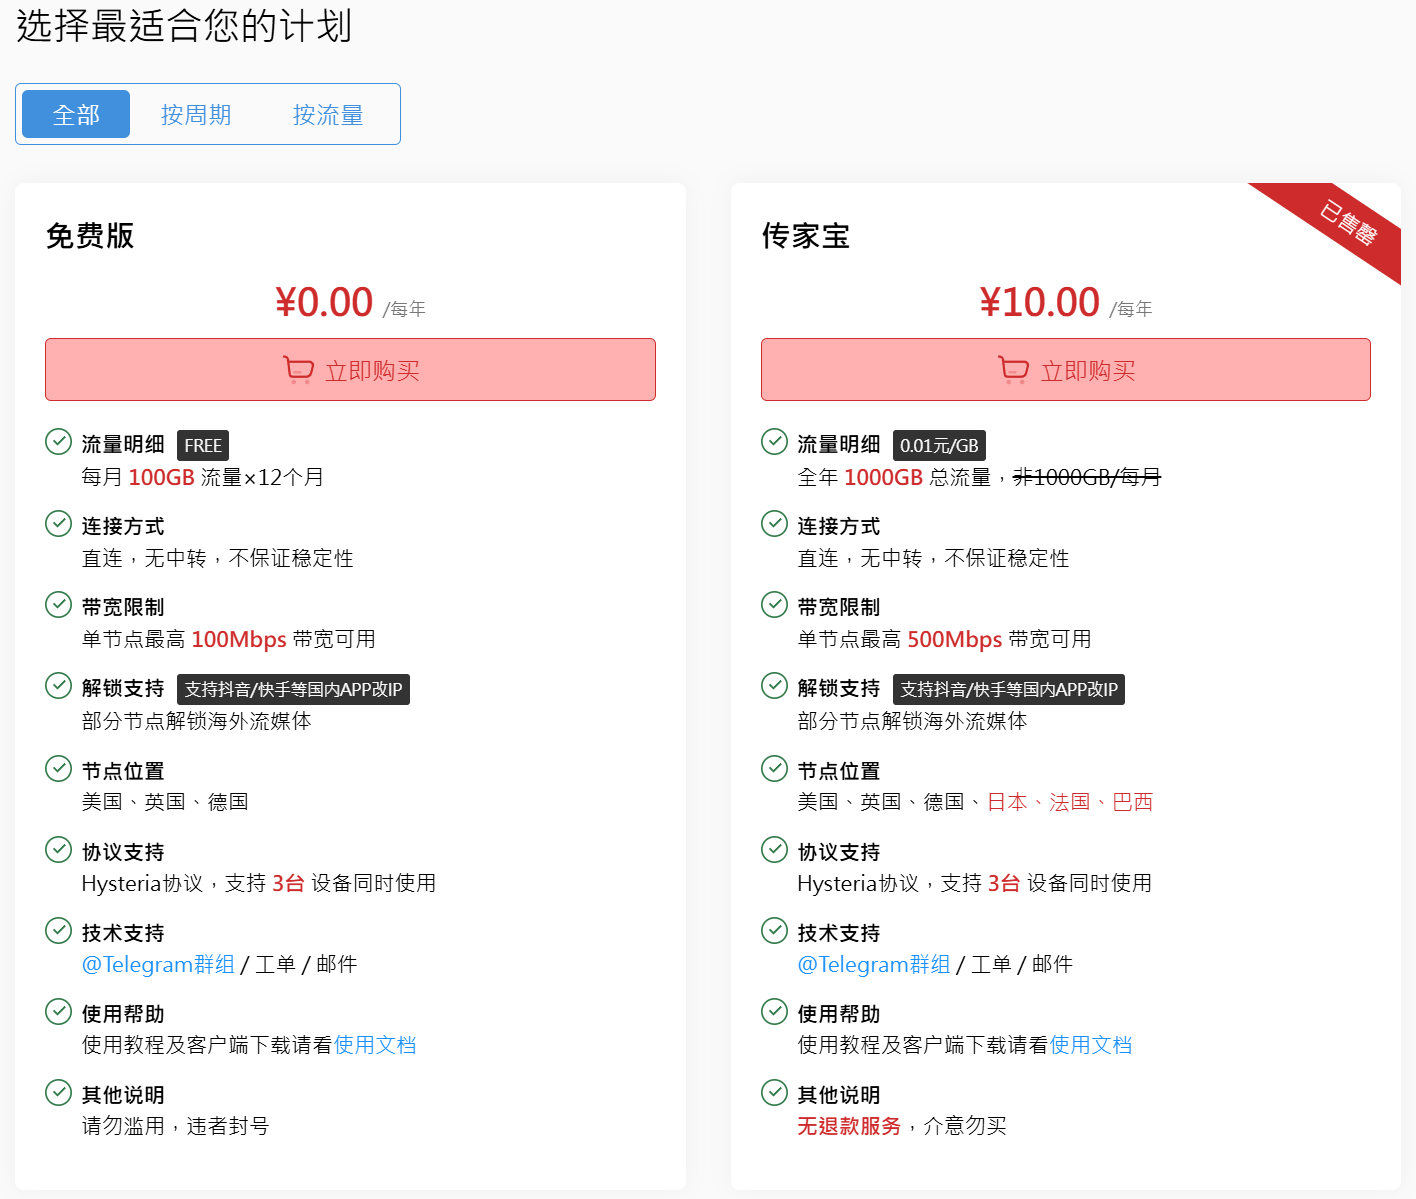 选择最适合您的计划
全部
按周期
按流量
免费版
¥0.00 /每年
立即购买
流量明细 FREE
每月 100GB 流量×12个月
连接方式
直连，无中转，不保证稳定性
带宽限制
单节点最高 100Mbps 带宽可用
解锁支持 支持抖音/快手等国内APP改IP
部分节点解锁海外流媒体
节点位置
美国、英国、德国
协议支持
Hysteria协议，支持 3台 设备同时使用
技术支持
@Telegram群组 / 工单 / 邮件
使用帮助
使用教程及客户端下载请看使用文档
其他说明
请勿滥用，违者封号
已售罄
传家宝
¥10.00 /每年
立即购买
流量明细 0.01元/GB
全年 1000GB 总流量，非1000GB/每月
连接方式
直连，无中转，不保证稳定性
带宽限制
单节点最高 500Mbps 带宽可用
解锁支持 支持抖音/快手等国内APP改IP
部分节点解锁海外流媒体
节点位置
美国、英国、德国、日本、法国、巴西
协议支持
Hysteria协议，支持 3台 设备同时使用
技术支持
@Telegram群组 / 工单 / 邮件
使用帮助
使用教程及客户端下载请看使用文档
其他说明
无退款服务，介意勿买